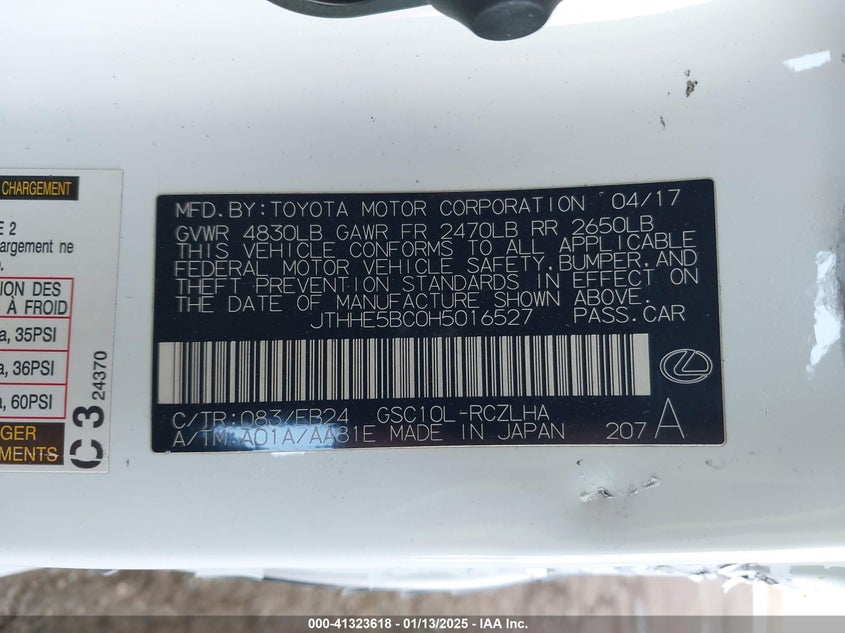 CHARGEMENT
E 2
argement ne
ION DES
À FROID
a, 35PSI
a, 36PSI
a, 60PSI
GER
EMENTS
C3 24370
MFD. BY: TOYOTA MOTOR CORPORATION 04/17
GVWR 4830LB GAWR FR 2470LB RR 2650LB
THIS VEHICLE CONFORMS TO ALL APPLICABLE
FEDERAL MOTOR VEHICLE SAFETY, BUMPER, AND
THEFT PREVENTION STANDARDS IN EFFECT ON
THE DATE OF MANUFACTURE SHOWN ABOVE.
JTHHE5BC0H5016527 PASS.CAR
C/TR:083/EB24 GSC10L-RCZLHA
A/TM:A01A/AA81E MADE IN JAPAN 207 A
000-41323618 - 01/13/2025 - IAA Inc.